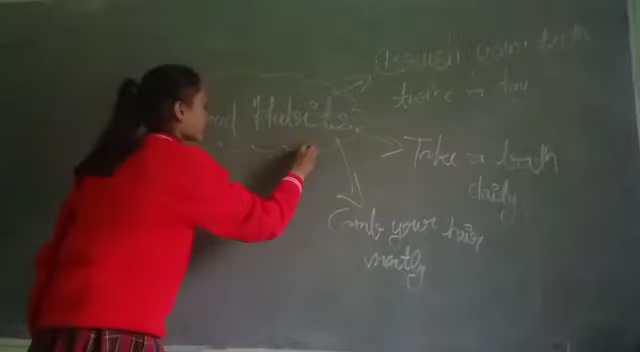 Habits
Brush your teeth
twice a day
Take a bath
daily
Comb your hair
neatly